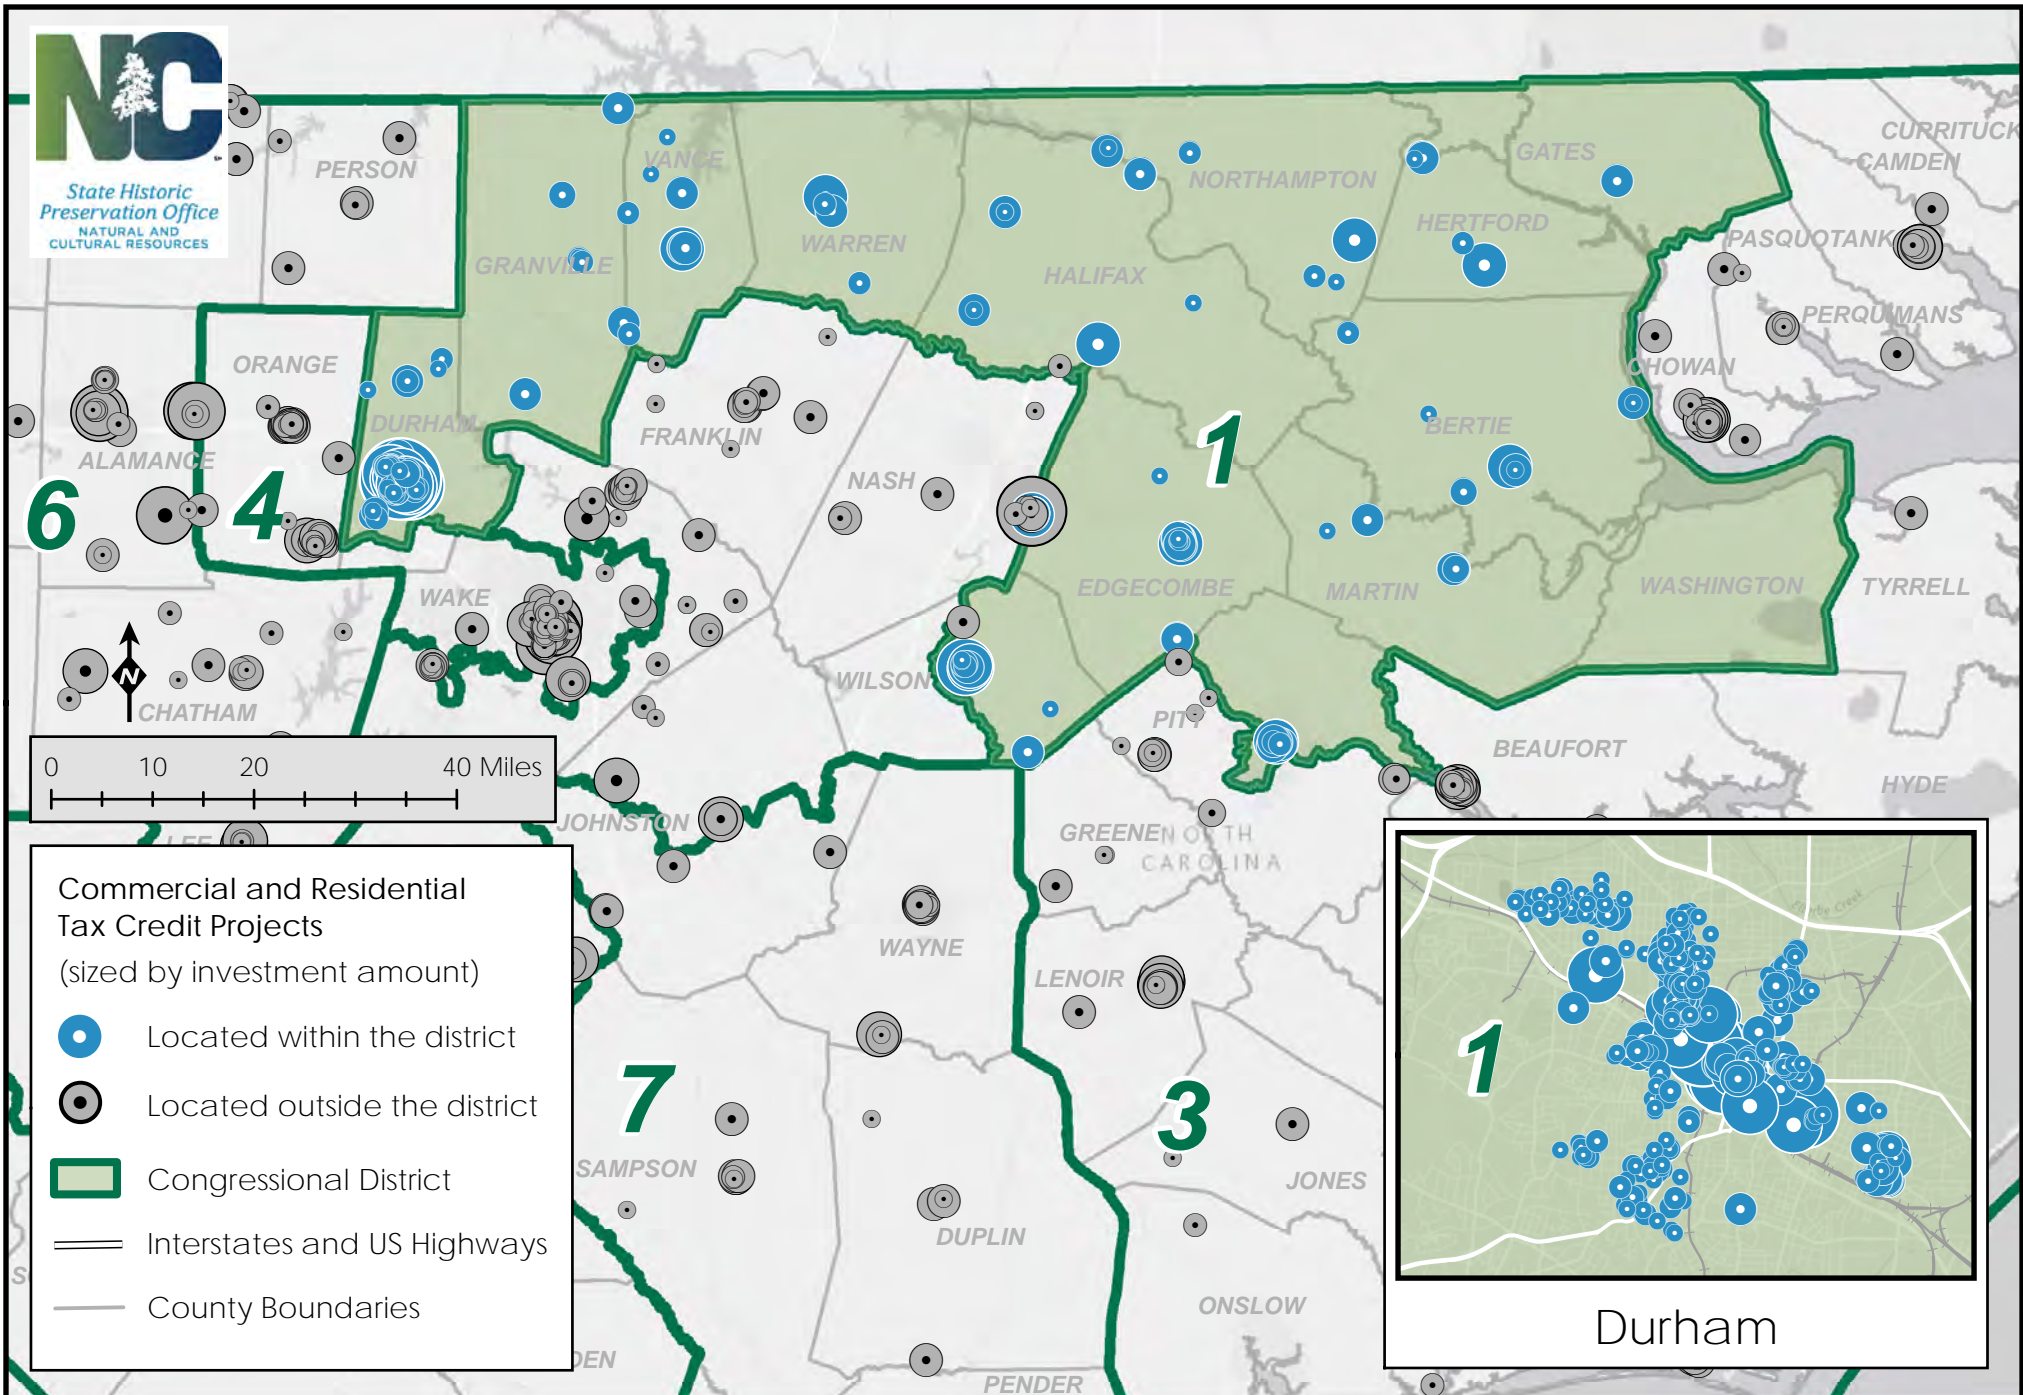 NC
State Historic
Preservation Office
NATURAL AND
CULTURAL RESOURCES
PERSON
VANCE
NORTHAMPTON
GATES
CURRITUCK
CAMDEN
GRANVILLE
WARREN
HALIFAX
HERTFORD
PASQUOTANK
PERQUIMANS
ORANGE
DURHAM
FRANKLIN
CHOWAN
ALAMANCE
NASH
1
BERTIE
6
4
WAKE
EDGECOMBE
MARTIN
WASHINGTON
TYRRELL
N
CHATHAM
WILSON
PITT
BEAUFORT
HYDE
0 10 20 40 Miles
LEE
JOHNSTON
GREENE
NORTH
CAROLINA
WAYNE
LENOIR
7
3
SAMPSON
JONES
DUPLIN
ONSLOW
PENDER
Commercial and Residential
Tax Credit Projects
(sized by investment amount)
Located within the district
Located outside the district
Congressional District
Interstates and US Highways
County Boundaries
1
Durham